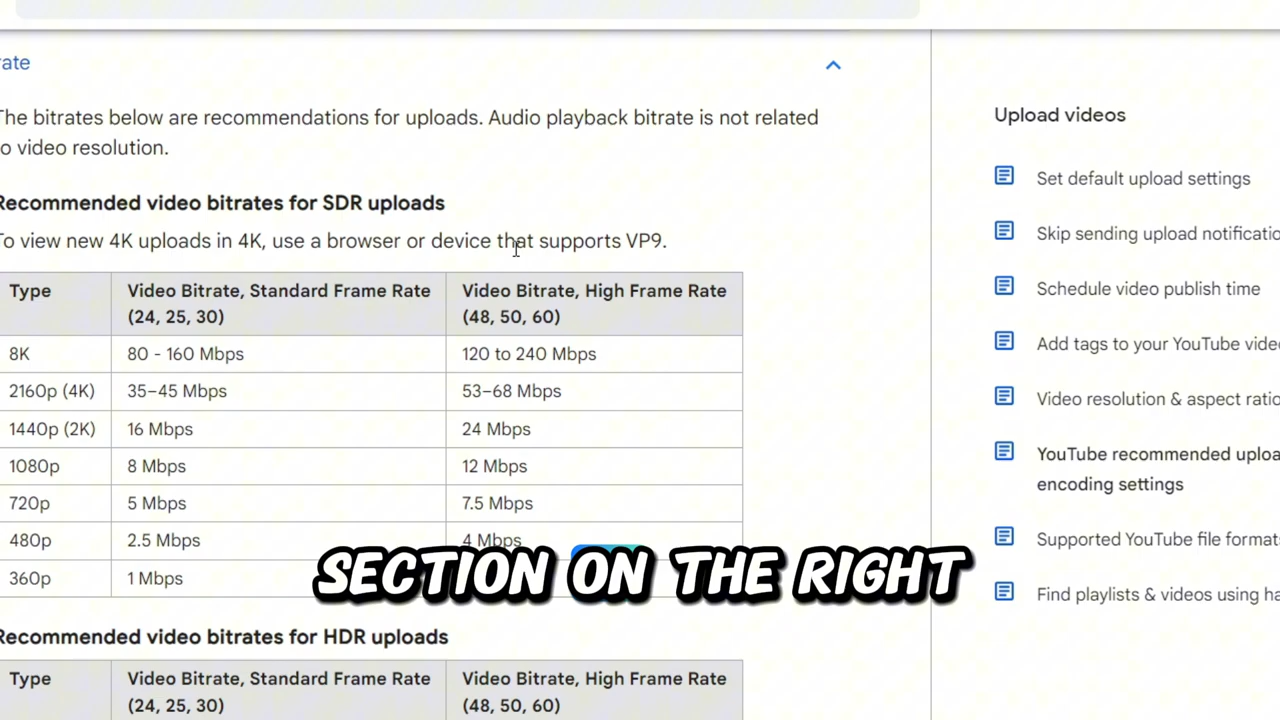 rate
The bitrates below are recommendations for uploads. Audio playback bitrate is not related
to video resolution.
Recommended video bitrates for SDR uploads
To view new 4K uploads in 4K, use a browser or device that supports VP9.
Type Video Bitrate, Standard Frame Rate (24, 25, 30) Video Bitrate, High Frame Rate (48, 50, 60)
8K 80 - 160 Mbps 120 to 240 Mbps
2160p (4K) 35–45 Mbps 53–68 Mbps
1440p (2K) 16 Mbps 24 Mbps
1080p 8 Mbps 12 Mbps
720p 5 Mbps 7.5 Mbps
480p 2.5 Mbps 4 Mbps
360p 1 Mbps
SECTION ON THE RIGHT
Recommended video bitrates for HDR uploads
Type Video Bitrate, Standard Frame Rate (24, 25, 30) Video Bitrate, High Frame Rate (48, 50, 60)
Upload videos
Set default upload settings
Skip sending upload notificatio
Schedule video publish time
Add tags to your YouTube vide
Video resolution & aspect ratio
YouTube recommended uploa
encoding settings
Supported YouTube file formats
Find playlists & videos using ha